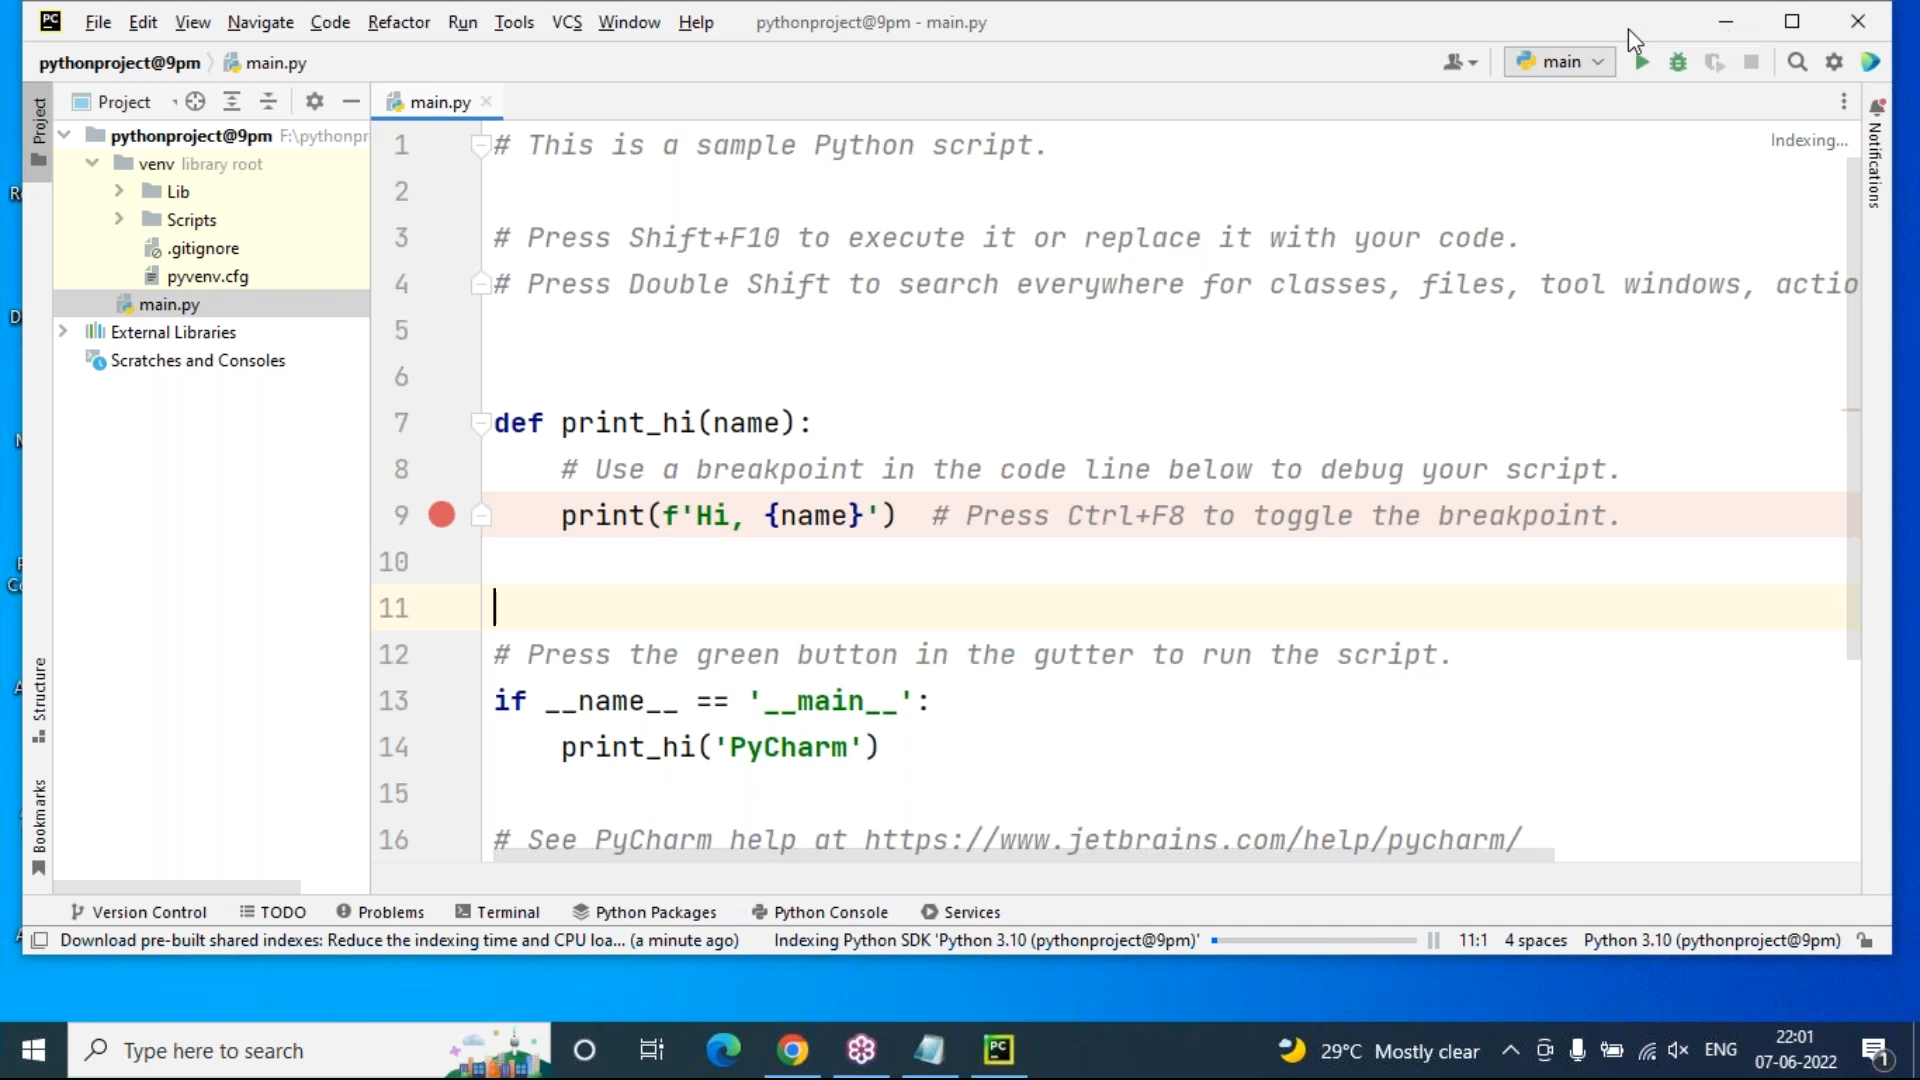 PC File Edit View Navigate Code Refactor Run Tools VCS Window Help pythonproject@9pm - main.py
pythonproject@9pm main.py main
Project main.py
Project
Notifications
pythonproject@9pm F:\pythonpr
venv library root
Lib
Scripts
.gitignore
pyvenv.cfg
main.py
External Libraries
Scratches and Consoles
Indexing...
1 # This is a sample Python script.
2
3 # Press Shift+F10 to execute it or replace it with your code.
4 # Press Double Shift to search everywhere for classes, files, tool windows, actio
5
6
7 def print_hi(name):
8 # Use a breakpoint in the code line below to debug your script.
9 print(f'Hi, {name}') # Press Ctrl+F8 to toggle the breakpoint.
10
11
12 # Press the green button in the gutter to run the script.
13 if __name__ == '__main__':
14 print_hi('PyCharm')
15
16 # See PyCharm help at https://www.jetbrains.com/help/pycharm/
Structure
Bookmarks
Version Control TODO Problems Terminal Python Packages Python Console Services
Download pre-built shared indexes: Reduce the indexing time and CPU loa... (a minute ago) Indexing Python SDK 'Python 3.10 (pythonproject@9pm)' 11:1 4 spaces Python 3.10 (pythonproject@9pm)
Type here to search PC 29°C Mostly clear ENG 22:01
07-06-2022 1